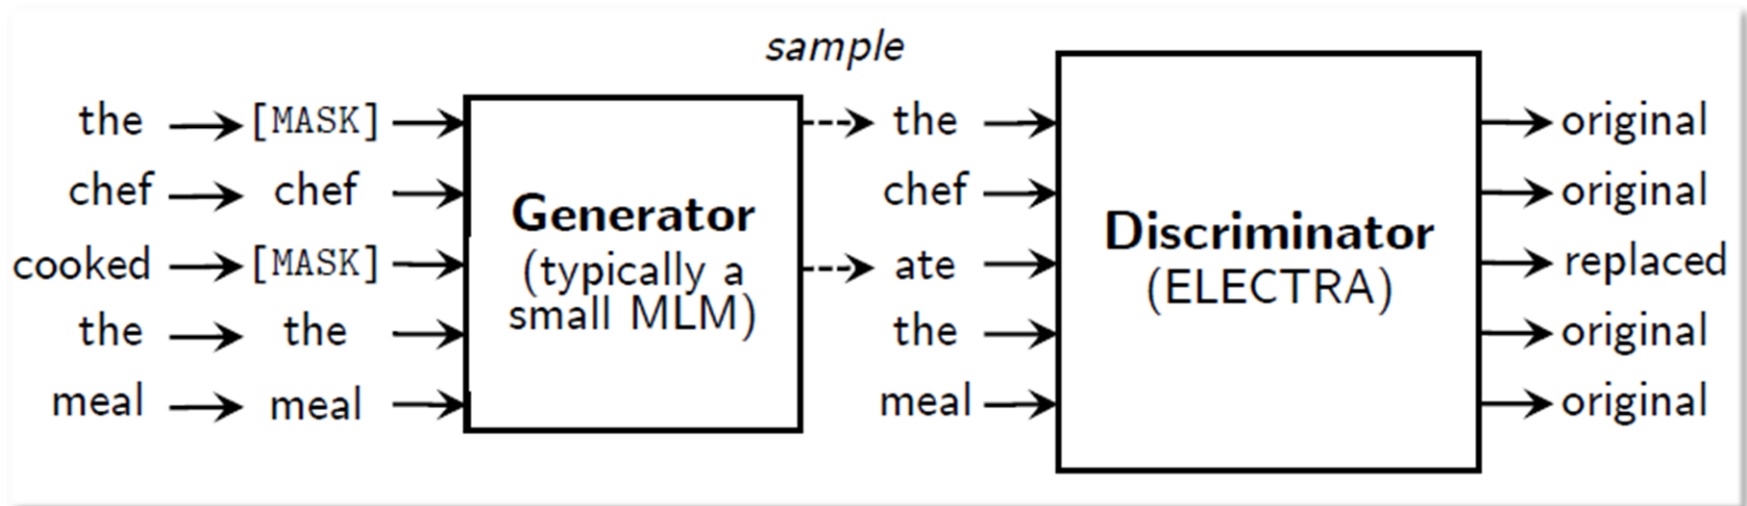 sample
the [MASK] the original
chef chef chef original
cooked [MASK] ate replaced
the the the original
meal meal meal original
Generator
(typically a
small MLM)
Discriminator
(ELECTRA)